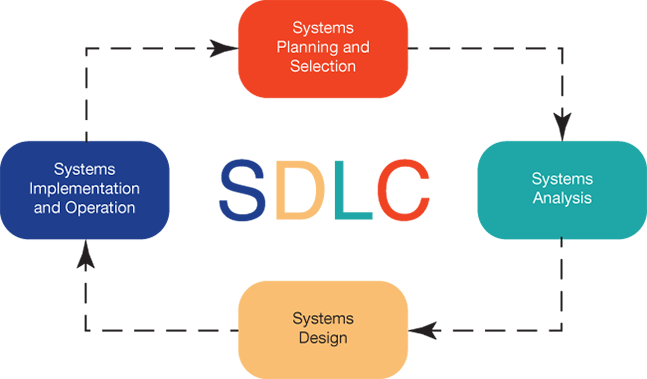 Systems
Planning and
Selection
Systems
Implementation
and Operation
SDLC
Systems
Analysis
Systems
Design